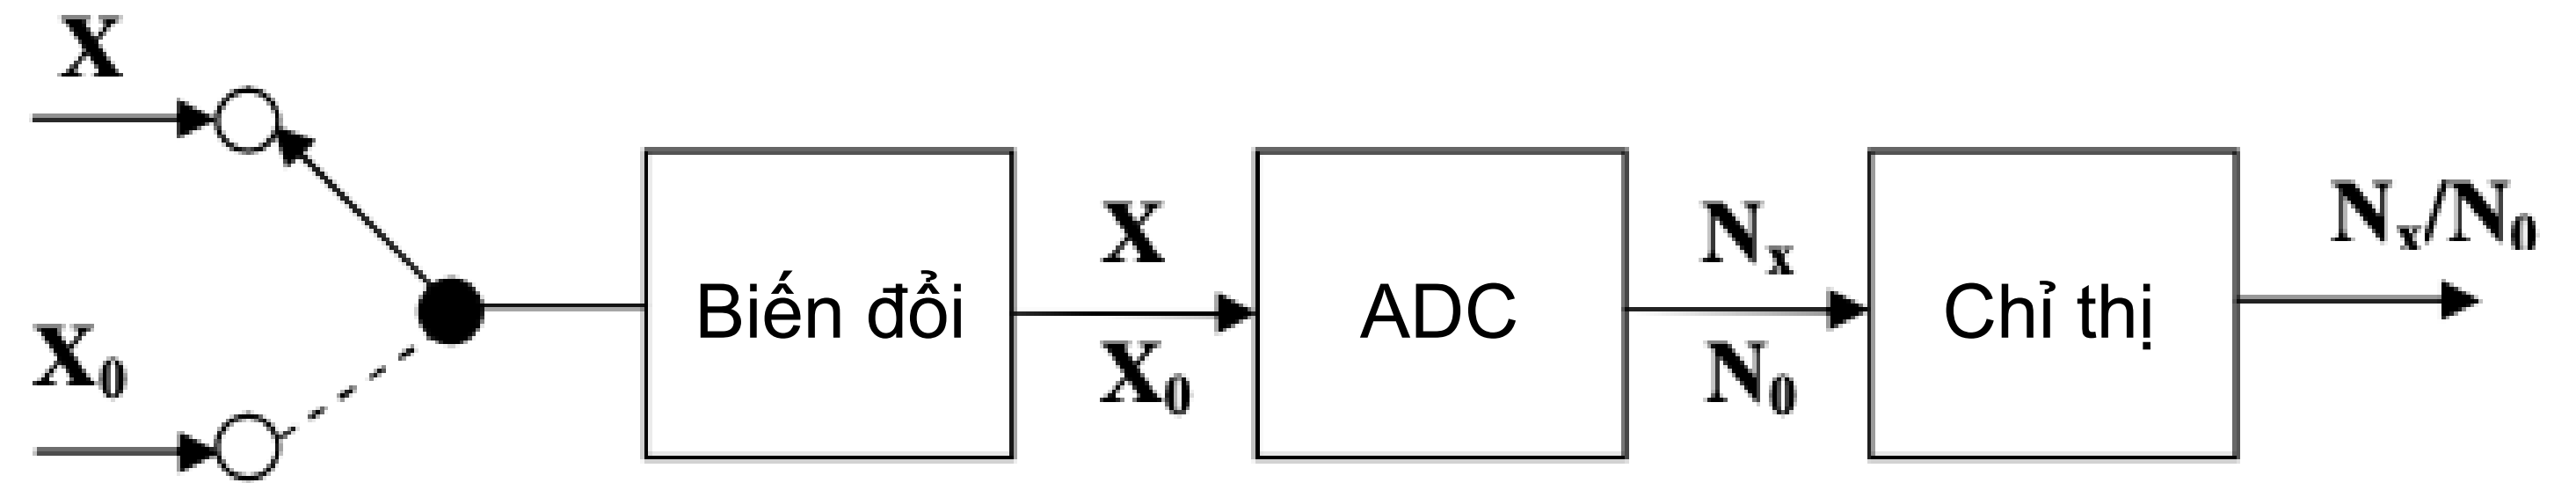 X
X₀
Biến đổi
X
X₀
ADC
Nₓ
N₀
Chỉ thị
Nₓ/N₀